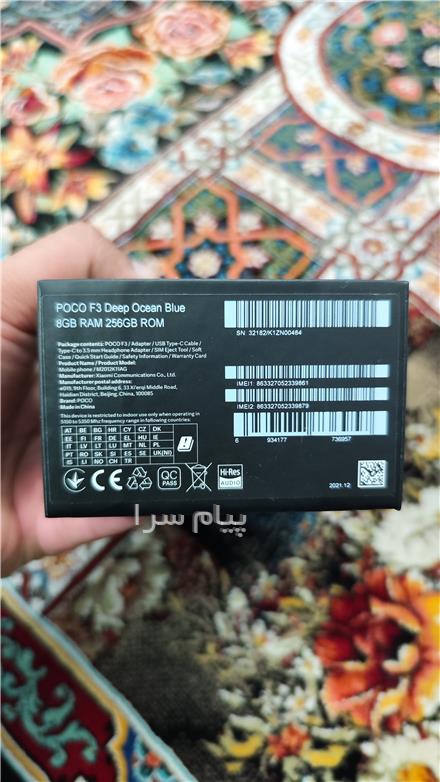 POCO F3 Deep Ocean Blue
8GB RAM 256GB ROM
Package contents: POCO F3 / Adapter / USB Type-C Cable /
Type-C to 3.5 mm Headphone Adapter / SIM Eject Tool / Soft
Case / Quick Start Guide / Safety Information / Warranty Card
Product Name / Product Model:
Mobile phone / M2012K11AG
Manufacturer: Xiaomi Communications Co., Ltd.
Manufacturer postal address:
#019, 9th Floor, Building 6, 33 Xi'erqi Middle Road,
Haidian District, Beijing, China, 100085
Brand: POCO
Made in China
This device is restricted to indoor use only when operating in
5150 to 5350 MHz frequency range in following countries:
AT BE BG HR CY CZ DK
EE FI FR DE EL HU IE
IT LV LT LU MT NL PL
PT RO SK SI ES SE UK(NI)
IS LI NO CH TR
CE
QC
PASS
Hi-Res
AUDIO
SN: 32182/K1ZN00484
IMEI1: 863327052339861
IMEI2: 863327052339879
6 934177 736957
2021.12
پیام سرا